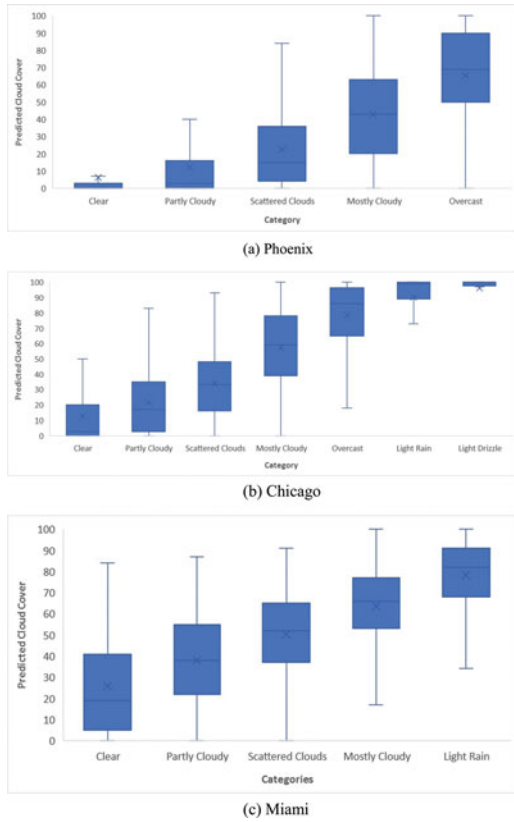 Predicted Cloud Cover
100
90
80
70
60
50
40
30
20
10
0
Clear Partly Cloudy Scattered Clouds Mostly Cloudy Overcast
Category
(a) Phoenix
Predicted Cloud Cover
100
90
80
70
60
50
40
30
20
10
0
Clear Partly Cloudy Scattered Clouds Mostly Cloudy Overcast Light Rain Light Drizzle
Category
(b) Chicago
Predicted Cloud Cover
100
90
80
70
60
50
40
30
20
10
0
Clear Partly Cloudy Scattered Clouds Mostly Cloudy Light Rain
Categories
(c) Miami